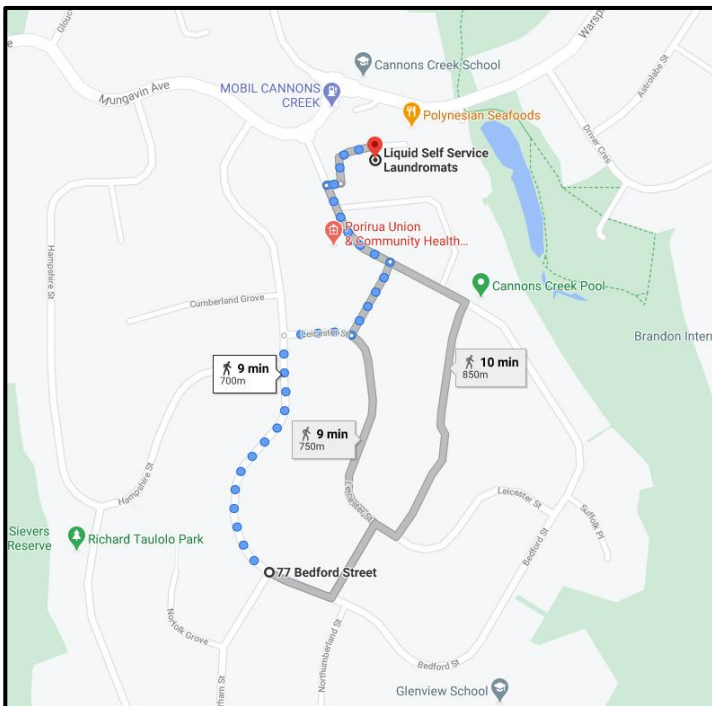 Cannons Creek School
Warsp
Mungavin Ave
MOBIL CANNONS
CREEK
Polynesian Seafoods
Astrolabe St
Driver Cres
Liquid Self Service
Laundromats
Porirua Union
& Community Health...
Hampshire St
Cannons Creek Pool
Cumberland Grove
Leicester St
Brandon Intern
9 min
700m
10 min
850m
9 min
750m
Leicester St
Leicester St
Hampshire St
Suffolk Pl
Bedford St
Sievers
Reserve
Richard Taulolo Park
77 Bedford Street
Norfolk Grove
Northumberland St
Bedford St
Glenview School